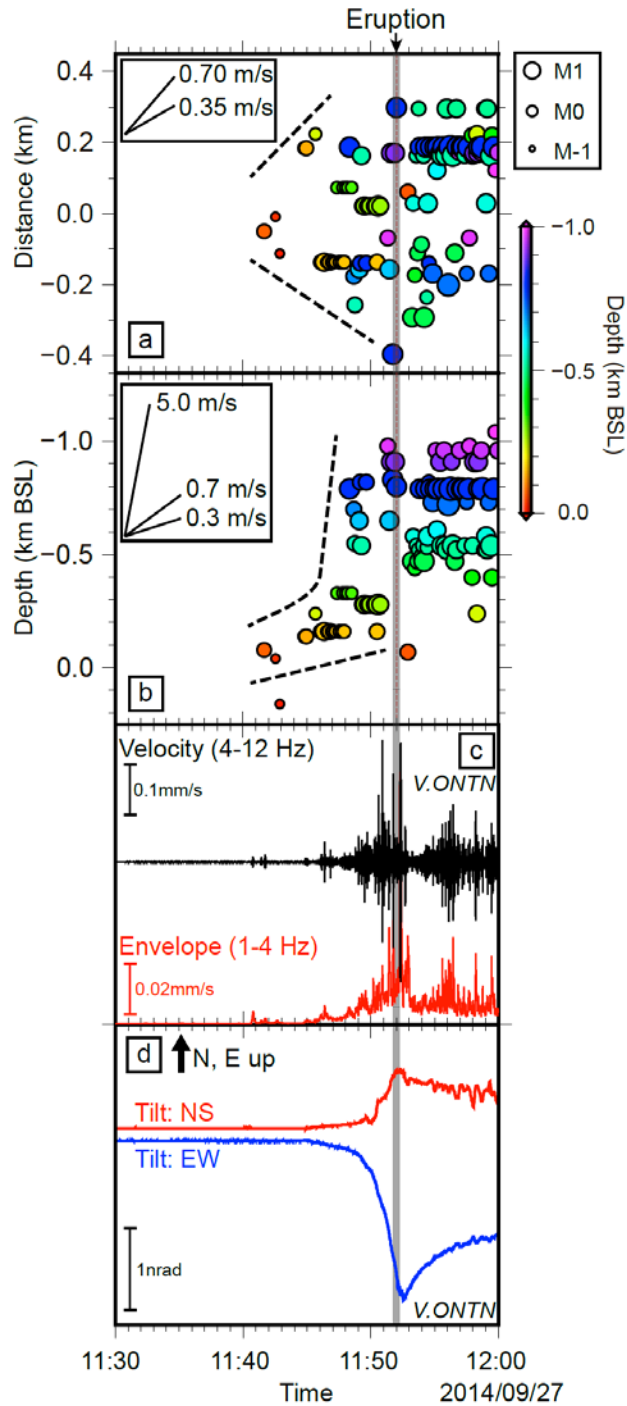 Eruption
0.4
0.2
0.0
−0.2
−0.4
Distance (km)
0.70 m/s
0.35 m/s
a
M1
M0
M-1
−1.0
−0.5
0.0
Depth (km BSL)
−1.0
−0.5
0.0
Depth (km BSL)
5.0 m/s
0.7 m/s
0.3 m/s
b
Velocity (4-12 Hz)
c
V.ONTN
0.1mm/s
Envelope (1-4 Hz)
0.02mm/s
d
N, E up
Tilt: NS
Tilt: EW
1nrad
V.ONTN
11:30
11:40
11:50
12:00
Time
2014/09/27